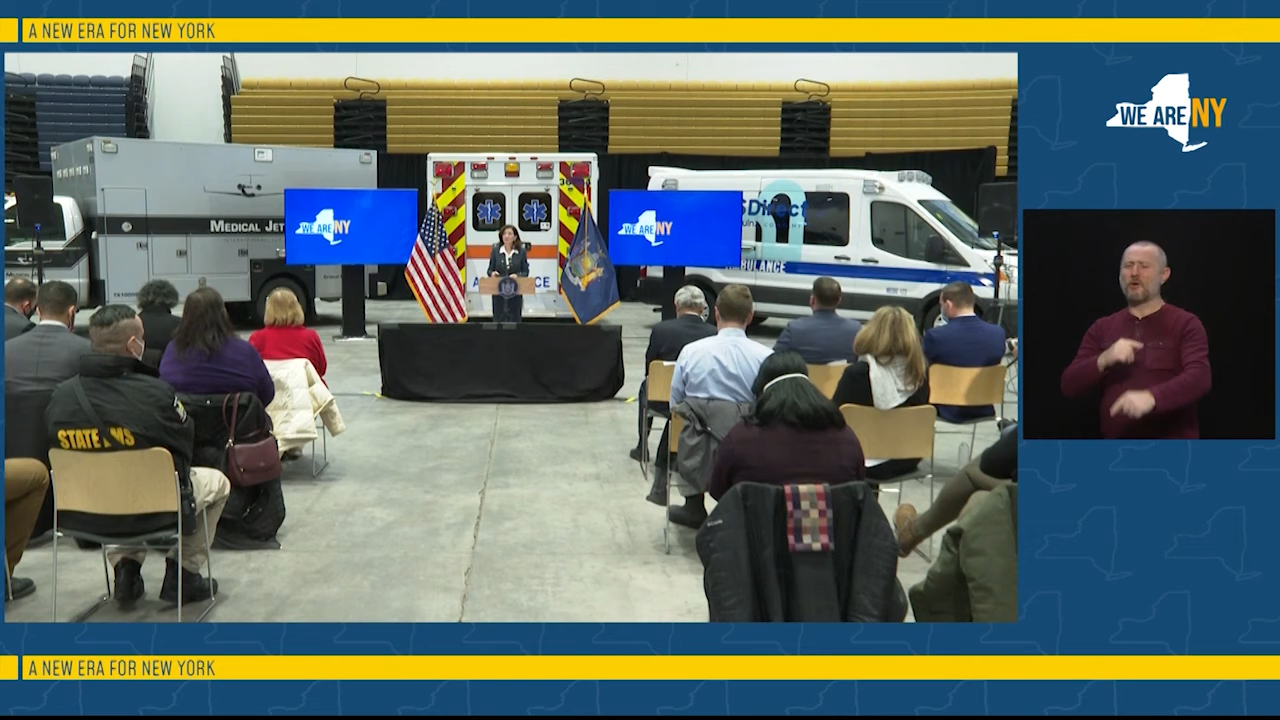 A NEW ERA FOR NEW YORK
WE ARE NY
MEDICAL JET
WE ARE NY
WE ARE NY
Direct
AMBULANCE
STATE
A NEW ERA FOR NEW YORK